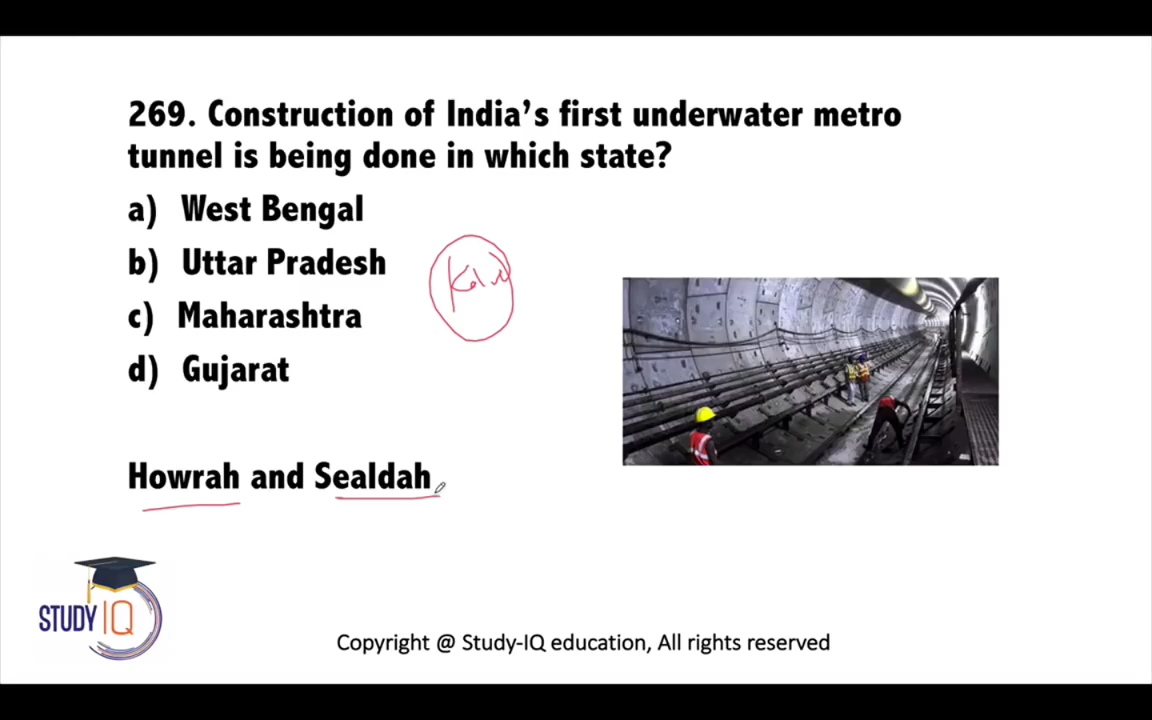 269. Construction of India's first underwater metro
tunnel is being done in which state?
a) West Bengal
b) Uttar Pradesh
c) Maharashtra
d) Gujarat
Howrah and Sealdah
STUDY IQ
Copyright @ Study-IQ education, All rights reserved